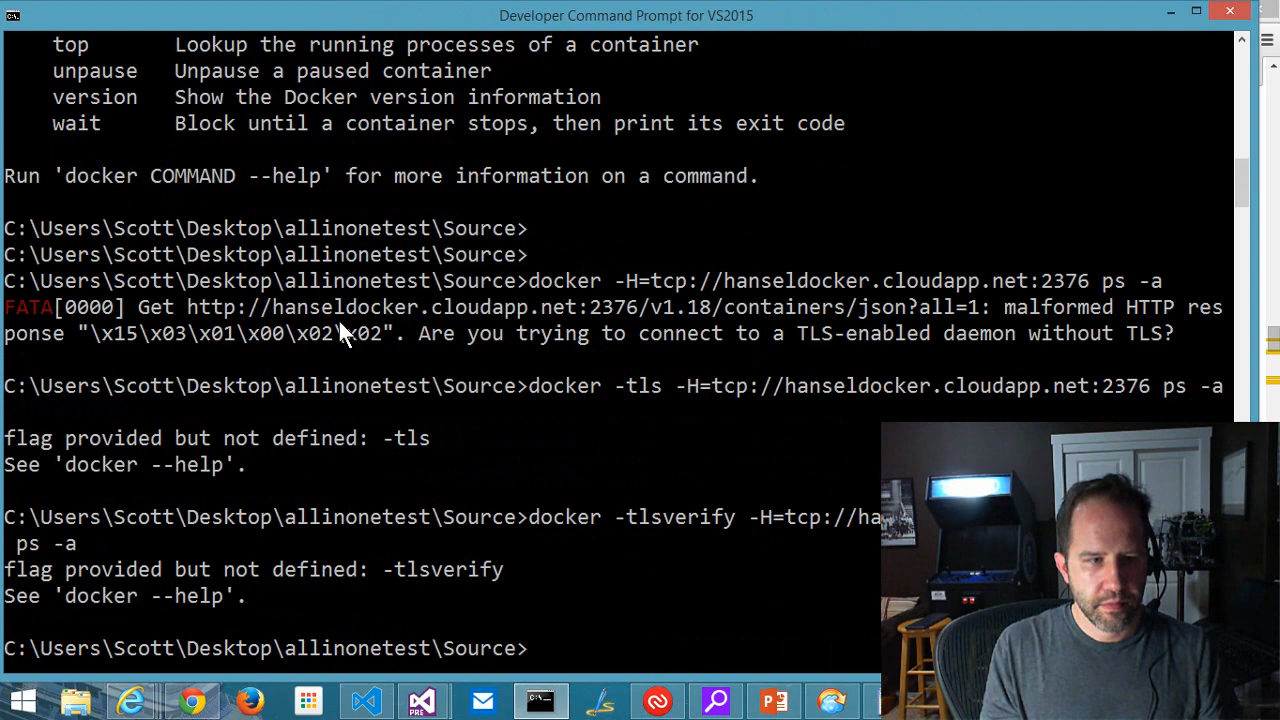 Developer Command Prompt for VS2015
top Lookup the running processes of a container
unpause Unpause a paused container
version Show the Docker version information
wait Block until a container stops, then print its exit code
Run 'docker COMMAND --help' for more information on a command.
C:\Users\Scott\Desktop\allinonetest\Source>
C:\Users\Scott\Desktop\allinonetest\Source>
C:\Users\Scott\Desktop\allinonetest\Source>docker -H=tcp://hanseldocker.cloudapp.net:2376 ps -a
FATA[0000] Get http://hanseldocker.cloudapp.net:2376/v1.18/containers/json?all=1: malformed HTTP res
ponse "\x15\x03\x01\x00\x02\x02". Are you trying to connect to a TLS-enabled daemon without TLS?
C:\Users\Scott\Desktop\allinonetest\Source>docker -tls -H=tcp://hanseldocker.cloudapp.net:2376 ps -a
flag provided but not defined: -tls
See 'docker --help'.
C:\Users\Scott\Desktop\allinonetest\Source>docker -tlsverify -H=tcp://ha
ps -a
flag provided but not defined: -tlsverify
See 'docker --help'.
C:\Users\Scott\Desktop\allinonetest\Source>
PRE